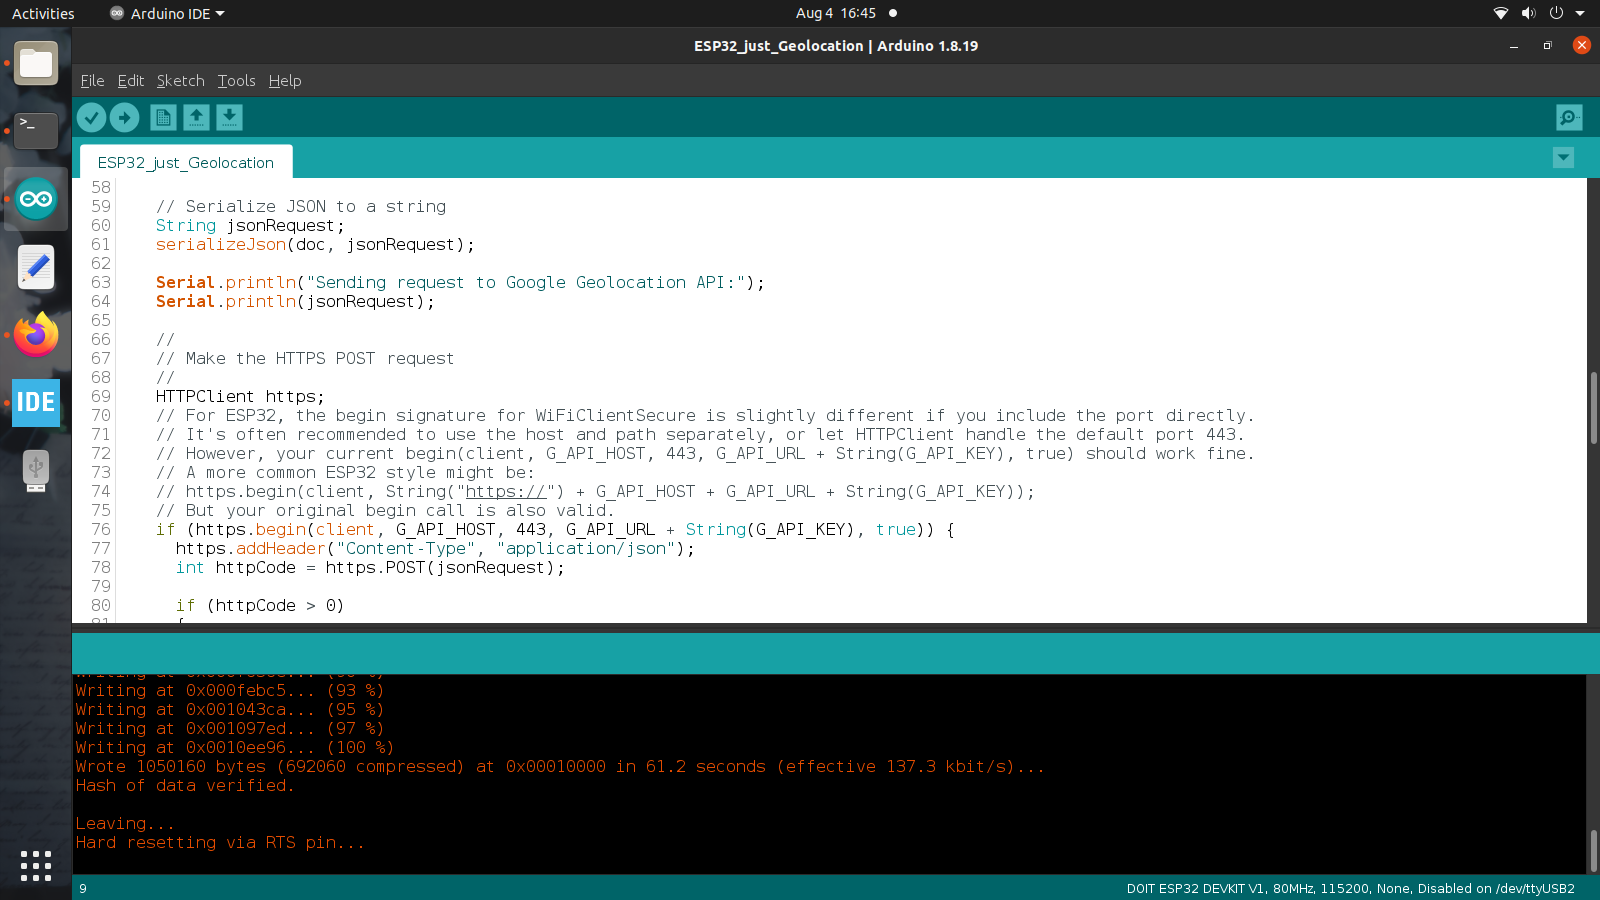 Activities
Arduino IDE
Aug 4 16:45
ESP32_just_Geolocation | Arduino 1.8.19
File Edit Sketch Tools Help
ESP32_just_Geolocation
58
59 // Serialize JSON to a string
60 String jsonRequest;
61 serializeJson(doc, jsonRequest);
62
63 Serial.println("Sending request to Google Geolocation API:");
64 Serial.println(jsonRequest);
65
66 //
67 // Make the HTTPS POST request
68 //
69 HTTPClient https;
70 // For ESP32, the begin signature for WiFiClientSecure is slightly different if you include the port directly.
71 // It's often recommended to use the host and path separately, or let HTTPClient handle the default port 443.
72 // However, your current begin(client, G_API_HOST, 443, G_API_URL + String(G_API_KEY), true) should work fine.
73 // A more common ESP32 style might be:
74 // https.begin(client, String("https://") + G_API_HOST + G_API_URL + String(G_API_KEY));
75 // But your original begin call is also valid.
76 if (https.begin(client, G_API_HOST, 443, G_API_URL + String(G_API_KEY), true)) {
77 https.addHeader("Content-Type", "application/json");
78 int httpCode = https.POST(jsonRequest);
79
80 if (httpCode > 0)
81 {
IDE
Writing at 0x000febc5... (93 %)
Writing at 0x001043ca... (95 %)
Writing at 0x001097ed... (97 %)
Writing at 0x0010ee96... (100 %)
Wrote 1050160 bytes (692060 compressed) at 0x00010000 in 61.2 seconds (effective 137.3 kbit/s)...
Hash of data verified.
Leaving...
Hard resetting via RTS pin...
9
DOIT ESP32 DEVKIT V1, 80MHz, 115200, None, Disabled on /dev/ttyUSB2